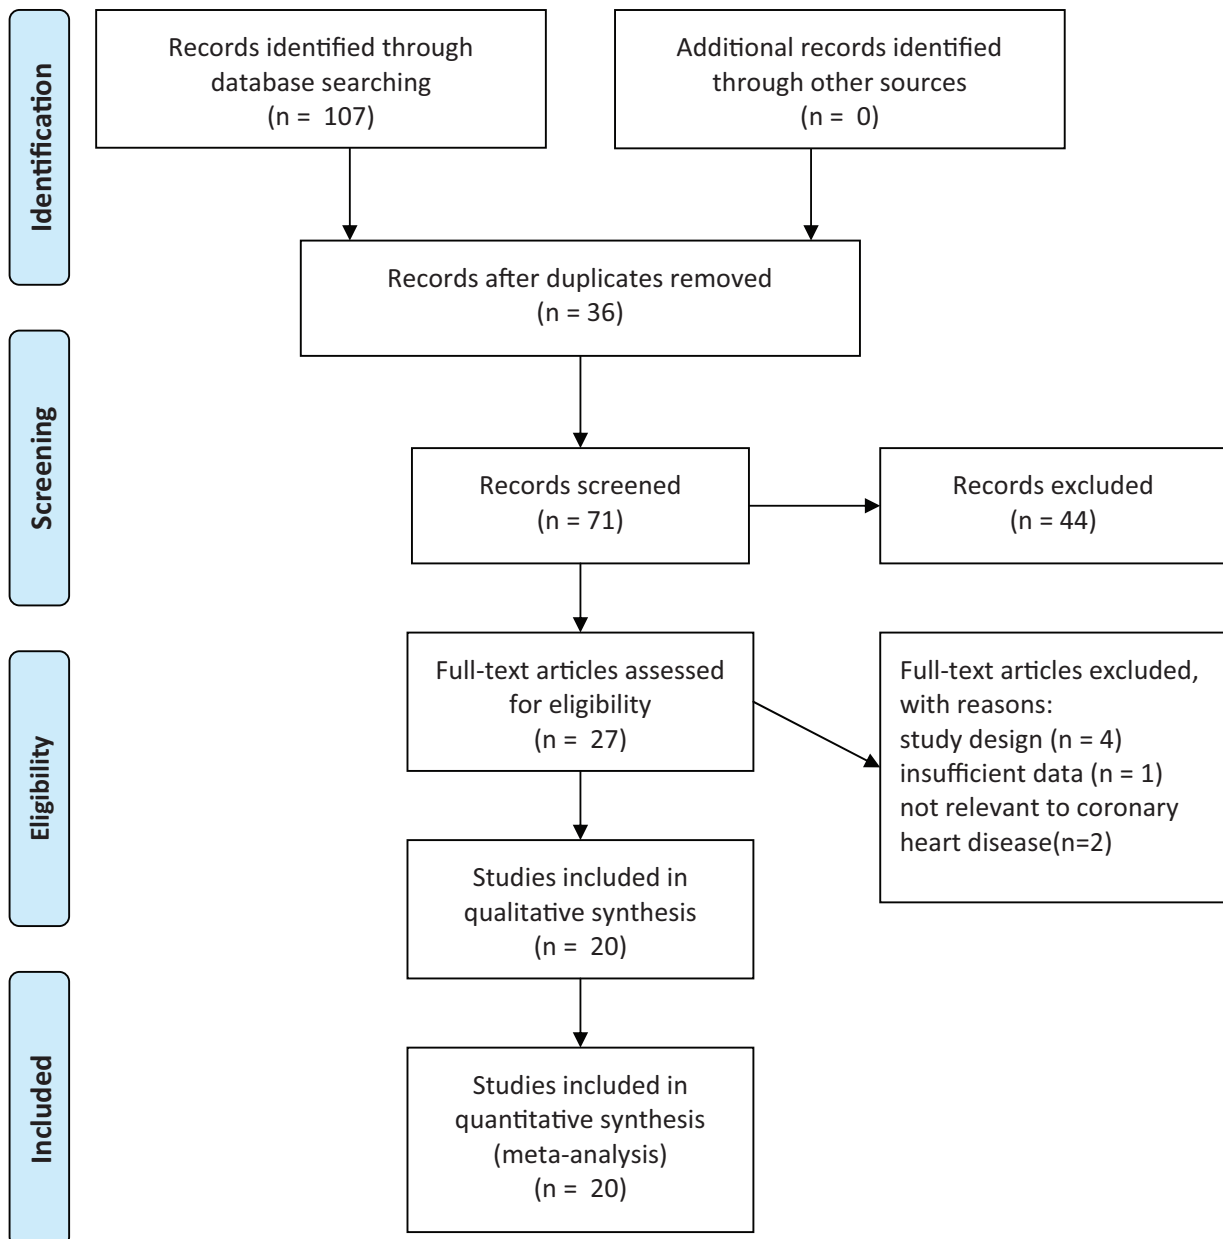 Identification
Records identified through
database searching
(n = 107)
Additional records identified
through other sources
(n = 0)
Records after duplicates removed
(n = 36)
Screening
Records screened
(n = 71)
Records excluded
(n = 44)
Eligibility
Full-text articles assessed
for eligibility
(n = 27)
Full-text articles excluded,
with reasons:
study design (n = 4)
insufficient data (n = 1)
not relevant to coronary
heart disease(n=2)
Studies included in
qualitative synthesis
(n = 20)
Included
Studies included in
quantitative synthesis
(meta-analysis)
(n = 20)